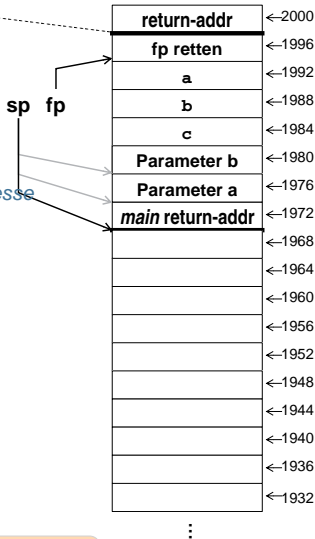 return-addr ←2000
fp retten ←1996
a ←1992
b ←1988
sp fp
c ←1984
Parameter b ←1980
Parameter a ←1976
esse
main return-addr ←1972
←1968
←1964
←1960
←1956
←1952
←1948
←1944
←1940
←1936
←1932
⋮